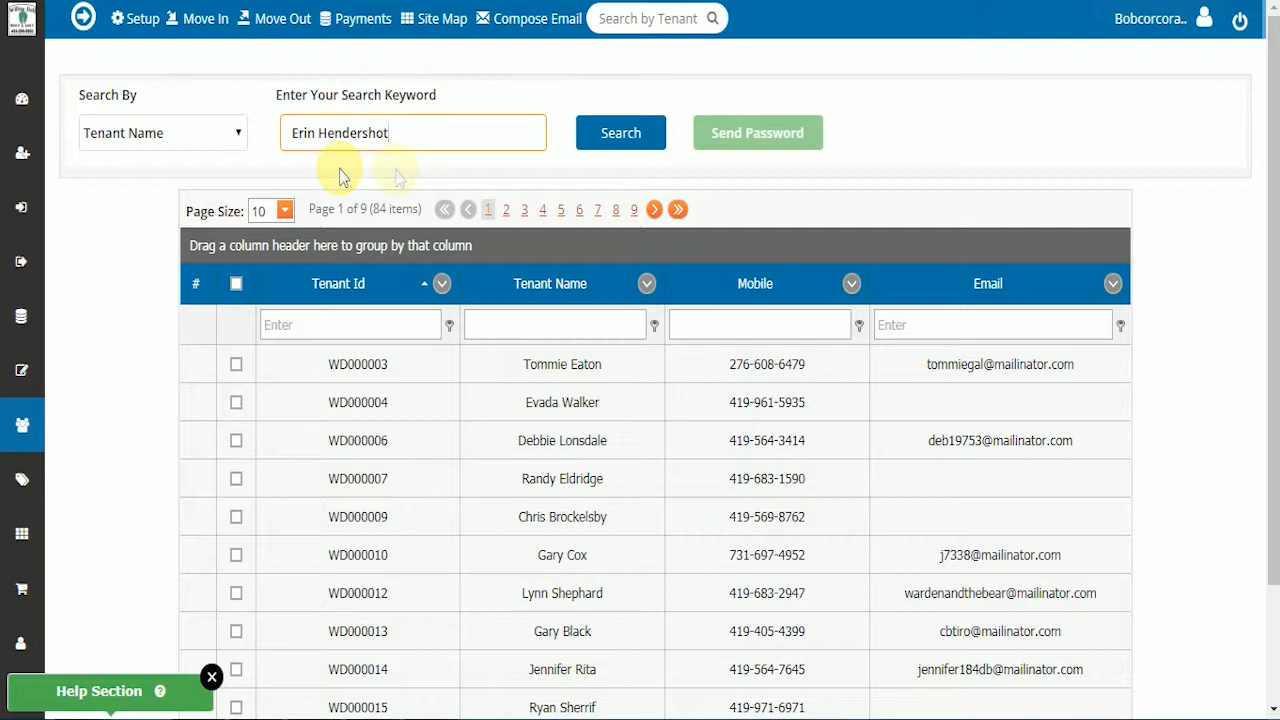 Setup Move In Move Out Payments Site Map Compose Email Search by Tenant Bobcorcora..
Search By Enter Your Search Keyword
Tenant Name Erin Hendershot Search Send Password
Page Size: 10 Page 1 of 9 (84 items) 1 2 3 4 5 6 7 8 9
Drag a column header here to group by that column
# Tenant Id Tenant Name Mobile Email
Enter Enter
WD000003 Tommie Eaton 276-608-6479 tommiegal@mailinator.com
WD000004 Evada Walker 419-961-5935
WD000006 Debbie Lonsdale 419-564-3414 deb19753@mailinator.com
WD000007 Randy Eldridge 419-683-1590
WD000009 Chris Brockelsby 419-569-8762
WD000010 Gary Cox 731-697-4952 j7338@mailinator.com
WD000012 Lynn Shephard 419-683-2947 wardenandthebear@mailinator.com
WD000013 Gary Black 419-405-4399 cbtiro@mailinator.com
WD000014 Jennifer Rita 419-564-7645 jennifer184db@mailinator.com
WD000015 Ryan Sherrif 419-971-6971
Help Section ?